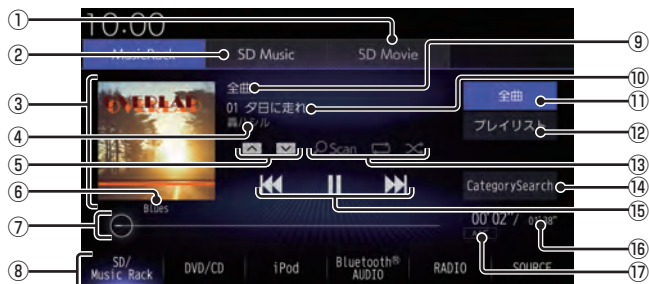 10:00
①
MusicRack
SD Music
SD Movie
②
⑨
③
OVERLAP
全曲
⑩
01 夕日に走れ
全曲
⑪
④
プレイリスト
⑫
⑤
Scan
⑬
⑥
CategorySearch
⑭
Blues
⑮
⑦
00'02"/
⑯
⑰
⑧
SD/
Music Rack
DVD/CD
iPod
Bluetooth®
AUDIO
RADIO
SOURCE